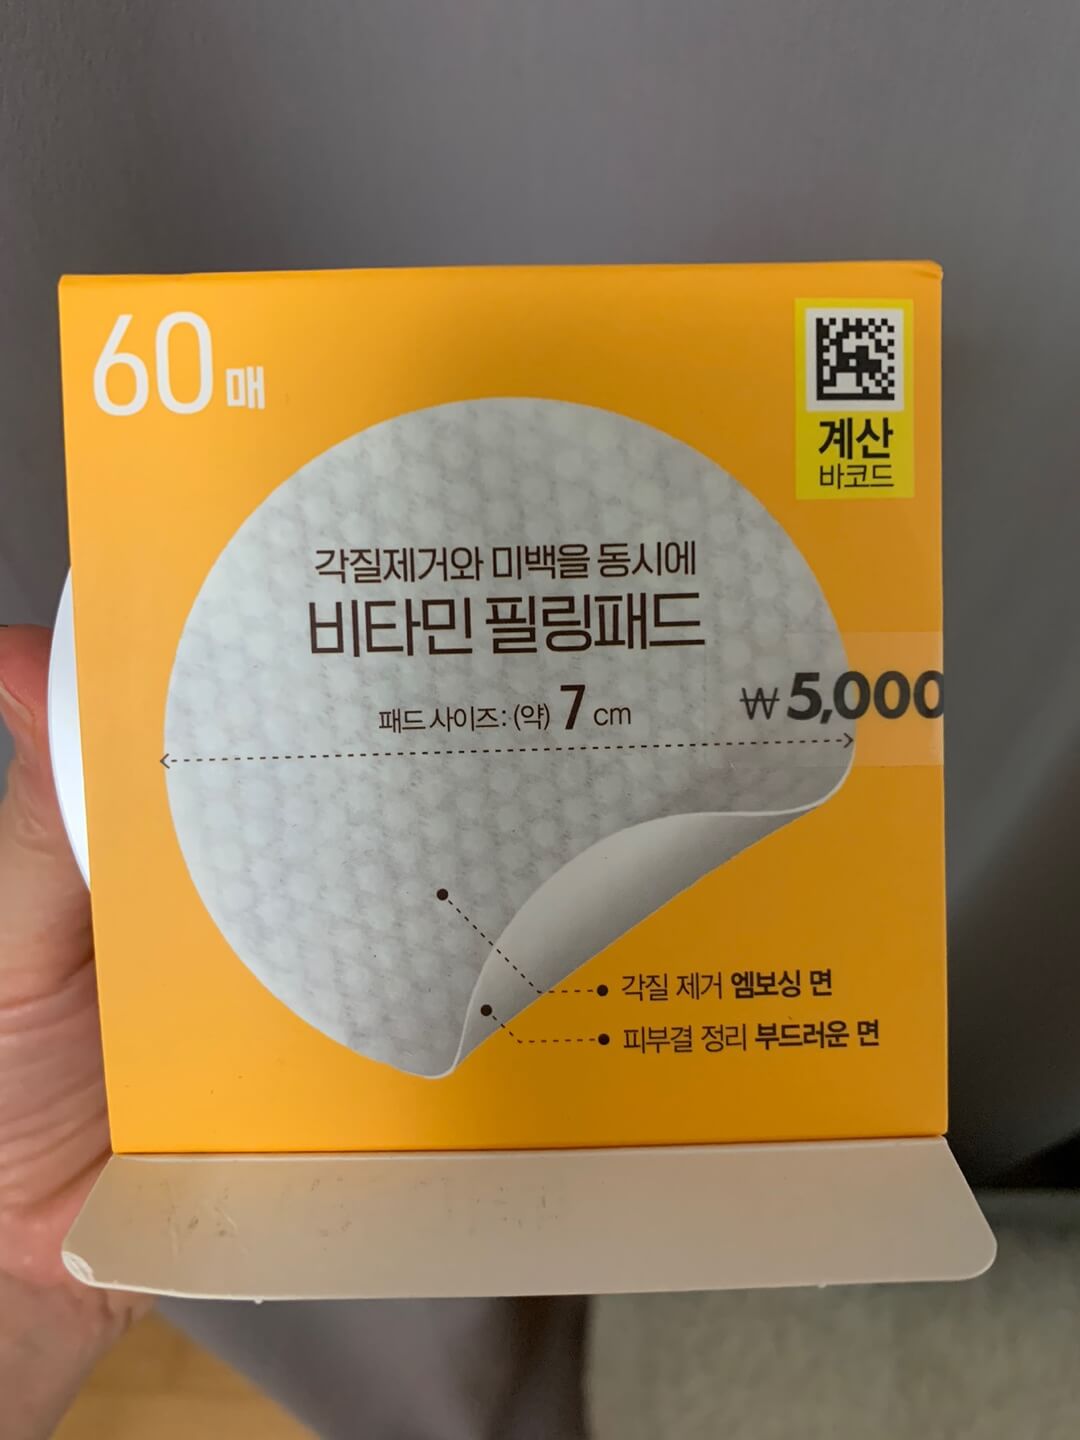 60매
계산
바코드
각질제거와 미백을 동시에
비타민 필링패드
패드 사이즈: (약) 7 cm
₩5,000
각질 제거 엠보싱 면
피부결 정리 부드러운 면